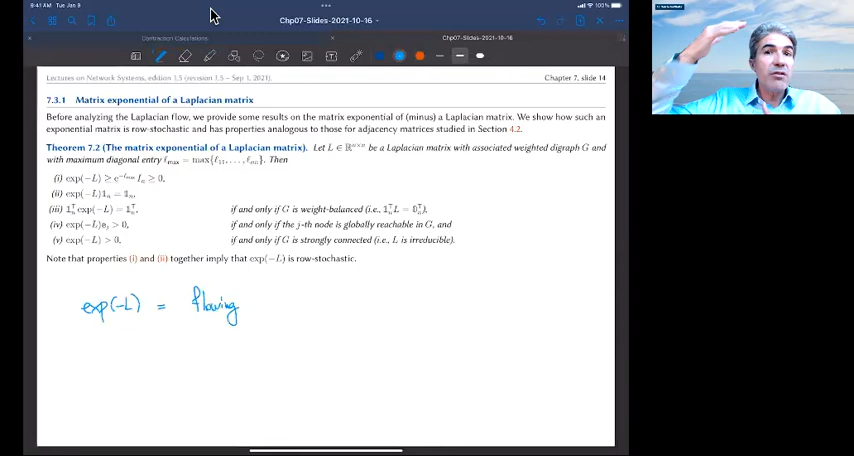 9:41 AM Tue Jan 9
100%
Chp07-Slides-2021-10-16
Contraction Calculations
Chp07-Slides-2021-10-16
Lectures on Network Systems, edition 1.5 (revision 1.5 – Sep 1, 2021).
Chapter 7, slide 14
7.3.1 Matrix exponential of a Laplacian matrix
Before analyzing the Laplacian flow, we provide some results on the matrix exponential of (minus) a Laplacian matrix. We show how such an
exponential matrix is row-stochastic and has properties analogous to those for adjacency matrices studied in Section 4.2.
Theorem 7.2 (The matrix exponential of a Laplacian matrix). Let L ∈ ℝⁿˣⁿ be a Laplacian matrix with associated weighted digraph G and
with maximum diagonal entry ℓmax = max{ℓ₁₁, . . . , ℓₙₙ}. Then
(i) exp(−L) ≥ e^(−ℓmax) Iₙ ≥ 0,
(ii) exp(−L)𝟙ₙ = 𝟙ₙ,
(iii) 𝟙ₙᵀ exp(−L) = 𝟙ₙᵀ, if and only if G is weight-balanced (i.e., 𝟙ₙᵀL = 𝟘ₙᵀ),
(iv) exp(−L)eⱼ > 0, if and only if the j-th node is globally reachable in G, and
(v) exp(−L) > 0, if and only if G is strongly connected (i.e., L is irreducible).
Note that properties (i) and (ii) together imply that exp(−L) is row-stochastic.
exp(-L) = flowing